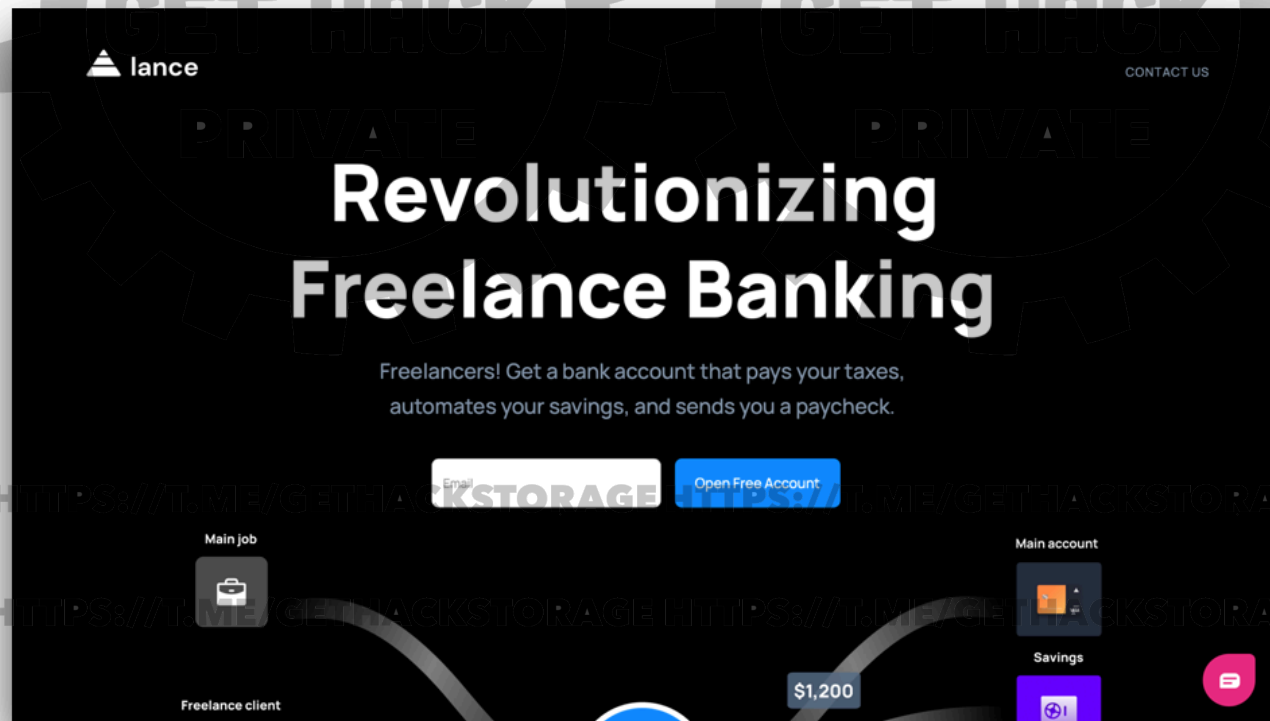 GET HACK GET HACK
lance
CONTACT US
PRIVATE PRIVATE
Revolutionizing
Freelance Banking
Freelancers! Get a bank account that pays your taxes,
automates your savings, and sends you a paycheck.
Email
Open Free Account
HTTPS://T.ME/GETHACKSTORAGE HTTPS://T.ME/GETHACKSTORA
Main job
Main account
HTTPS://T.ME/GETHACKSTORAGE HTTPS://T.ME/GETHACKSTORA
Savings
$1,200
Freelance client